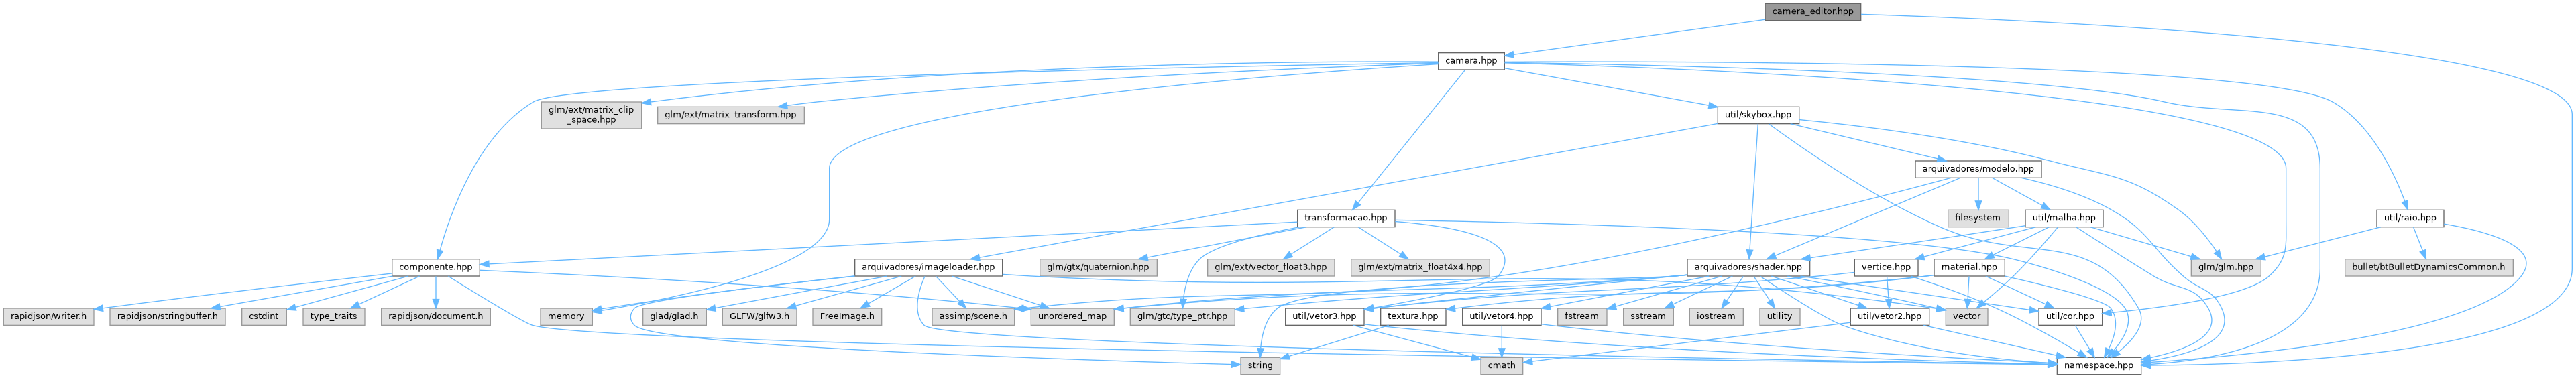 camera_editor.hpp
camera.hpp
glm/ext/matrix_clip
_space.hpp
glm/ext/matrix_transform.hpp
util/skybox.hpp
arquivadores/modelo.hpp
transformacao.hpp
filesystem
util/malha.hpp
util/raio.hpp
componente.hpp
arquivadores/imageloader.hpp
glm/gtx/quaternion.hpp
glm/ext/vector_float3.hpp
glm/ext/matrix_float4x4.hpp
arquivadores/shader.hpp
vertice.hpp
material.hpp
glm/glm.hpp
bullet/btBulletDynamicsCommon.h
rapidjson/writer.h
rapidjson/stringbuffer.h
cstdint
type_traits
rapidjson/document.h
memory
glad/glad.h
GLFW/glfw3.h
FreeImage.h
assimp/scene.h
unordered_map
glm/gtc/type_ptr.hpp
util/vetor3.hpp
textura.hpp
util/vetor4.hpp
fstream
sstream
iostream
utility
util/vetor2.hpp
vector
util/cor.hpp
string
cmath
namespace.hpp